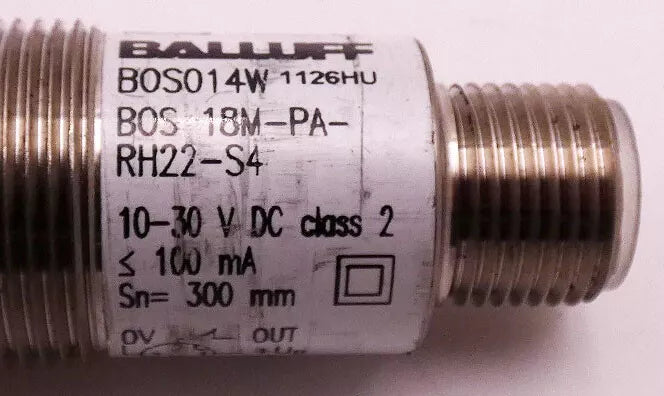 BALLUFF
BOS014W 1126HU
BOS 18M-PA-
RH22-S4
10-30 V DC class 2
≤ 100 mA
Sn= 300 mm
0V OUT